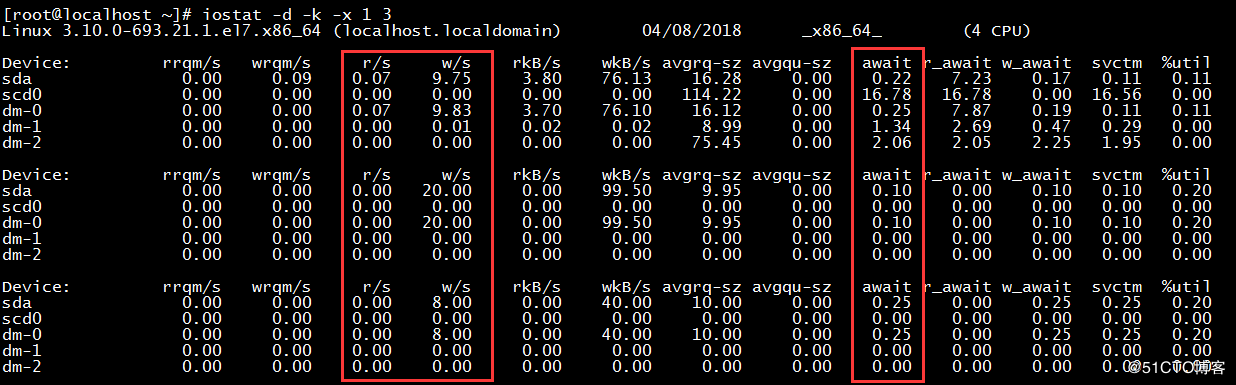 [root@localhost ~]# iostat -d -k -x 1 3
Linux 3.10.0-693.21.1.el7.x86_64 (localhost.localdomain) 04/08/2018 _x86_64_ (4 CPU)
Device: rrqm/s wrqm/s r/s w/s rkB/s wkB/s avgrq-sz avgqu-sz await r_await w_await svctm %util
sda 0.00 0.09 0.07 9.75 3.80 76.13 16.28 0.00 0.22 7.23 0.17 0.11 0.11
scd0 0.00 0.00 0.00 0.00 0.00 0.00 114.22 0.00 16.78 16.78 0.00 16.56 0.00
dm-0 0.00 0.00 0.07 9.83 3.70 76.10 16.12 0.00 0.25 7.87 0.19 0.11 0.11
dm-1 0.00 0.00 0.00 0.01 0.02 0.02 8.99 0.00 1.34 2.69 0.47 0.29 0.00
dm-2 0.00 0.00 0.00 0.00 0.00 0.00 75.45 0.00 2.06 2.05 2.25 1.95 0.00
Device: rrqm/s wrqm/s r/s w/s rkB/s wkB/s avgrq-sz avgqu-sz await r_await w_await svctm %util
sda 0.00 0.00 0.00 20.00 0.00 99.50 9.95 0.00 0.10 0.00 0.10 0.10 0.20
scd0 0.00 0.00 0.00 0.00 0.00 0.00 0.00 0.00 0.00 0.00 0.00 0.00 0.00
dm-0 0.00 0.00 0.00 20.00 0.00 99.50 9.95 0.00 0.10 0.00 0.10 0.10 0.20
dm-1 0.00 0.00 0.00 0.00 0.00 0.00 0.00 0.00 0.00 0.00 0.00 0.00 0.00
dm-2 0.00 0.00 0.00 0.00 0.00 0.00 0.00 0.00 0.00 0.00 0.00 0.00 0.00
Device: rrqm/s wrqm/s r/s w/s rkB/s wkB/s avgrq-sz avgqu-sz await r_await w_await svctm %util
sda 0.00 0.00 0.00 8.00 0.00 40.00 10.00 0.00 0.25 0.00 0.25 0.25 0.20
scd0 0.00 0.00 0.00 0.00 0.00 0.00 0.00 0.00 0.00 0.00 0.00 0.00 0.00
dm-0 0.00 0.00 0.00 8.00 0.00 40.00 10.00 0.00 0.25 0.00 0.25 0.25 0.20
dm-1 0.00 0.00 0.00 0.00 0.00 0.00 0.00 0.00 0.00 0.00 0.00 0.00 0.00
dm-2 0.00 0.00 0.00 0.00 0.00 0.00 0.00 0.00 0.00 0.00 0.00
@51CTO博客